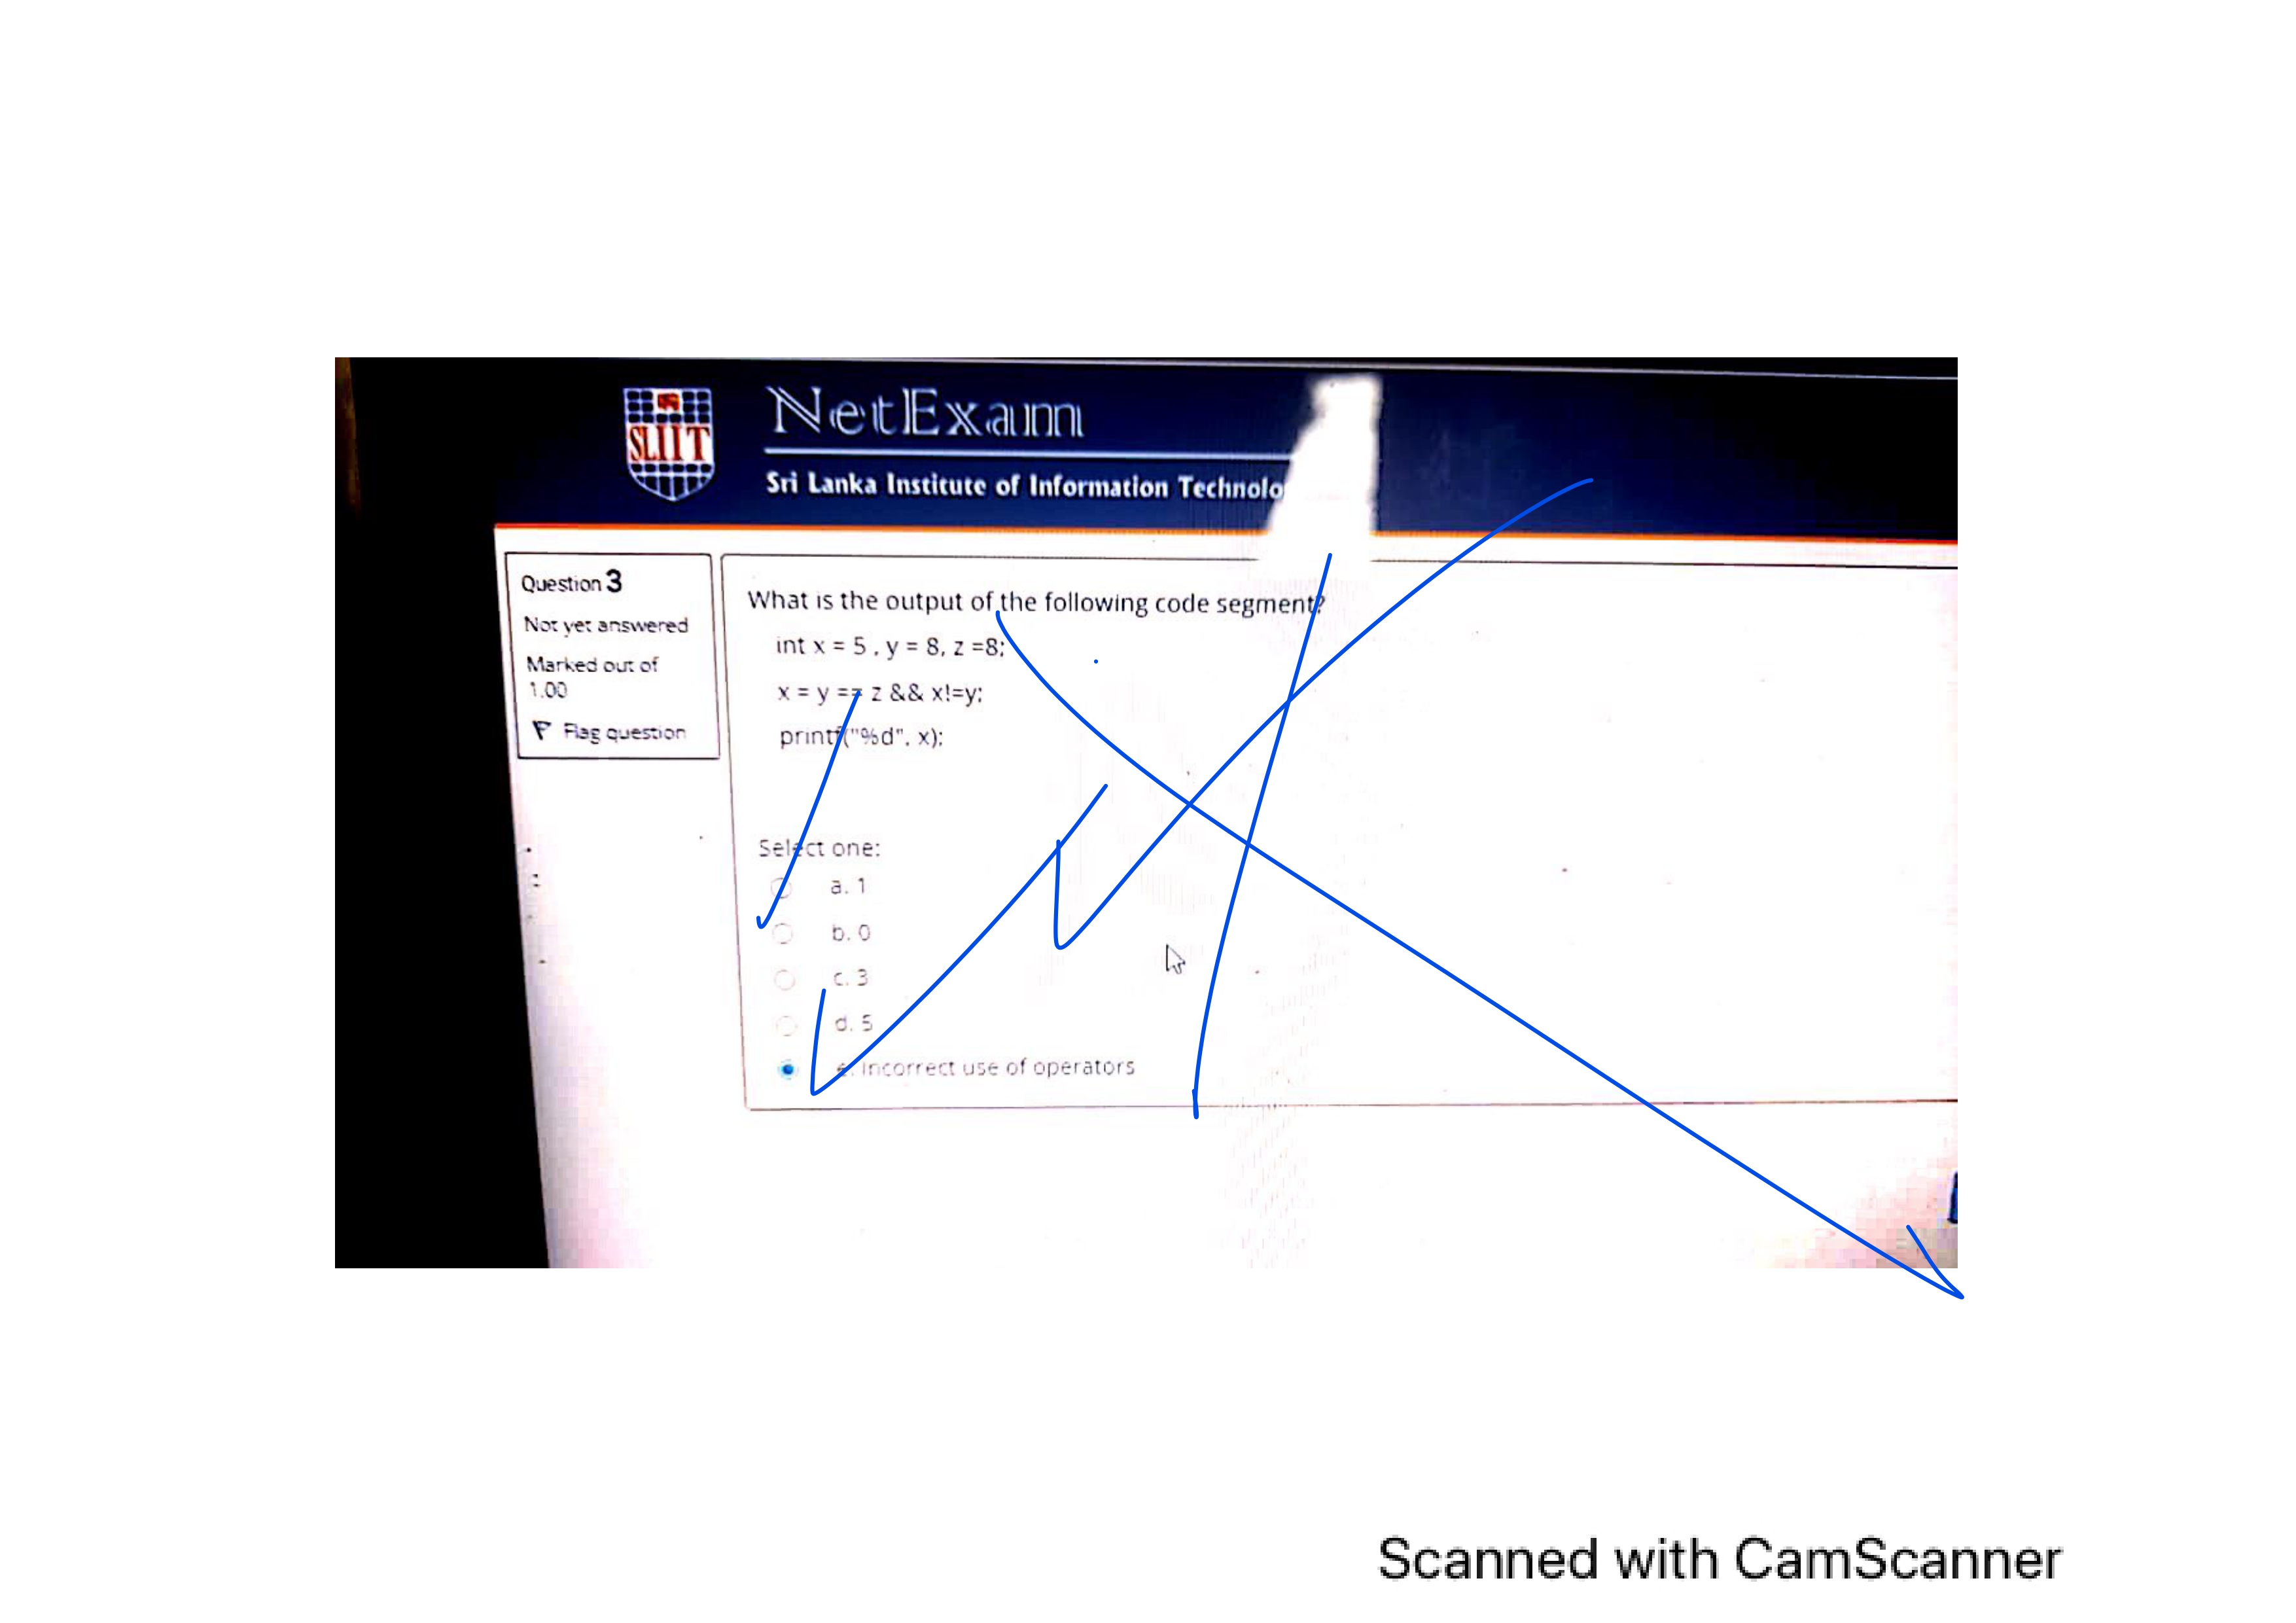 SLIIT
NetExam
Sri Lanka Institute of Information Technolo
Question 3
Not yet answered
Marked out of
1.00
Flag question
What is the output of the following code segment?
int x = 5 , y = 8, z =8;
x = y == z && x!=y;
printf("%d", x);
Select one:
a. 1
b. 0
c. 3
d. 5
e. Incorrect use of operators
Scanned with CamScanner